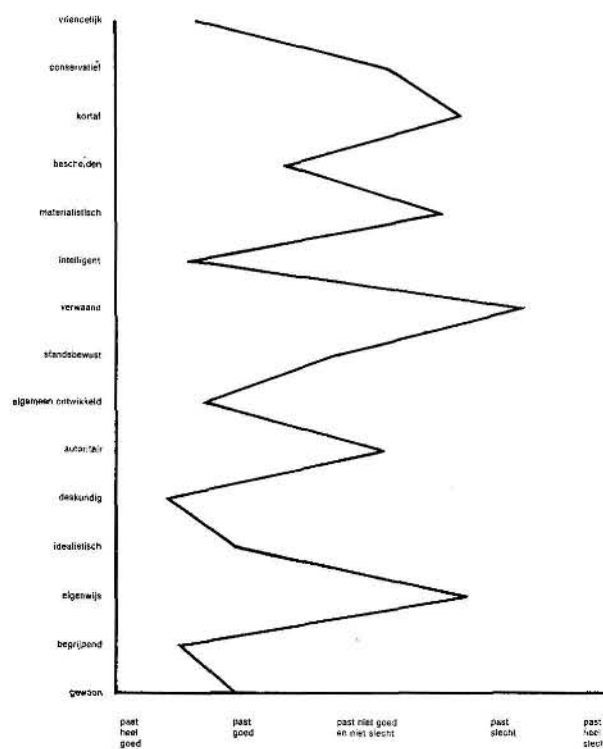 vriendelijk
conservatief
kortaf
bescheiden
materialistisch
intelligent
verwaand
standsbewust
algemeen ontwikkeld
autoritair
deskundig
idealistisch
eigenwijs
begrijpend
gewoon
past
heel
goed
past
goed
past niet goed
en niet slecht
past
slecht
past
heel
slecht